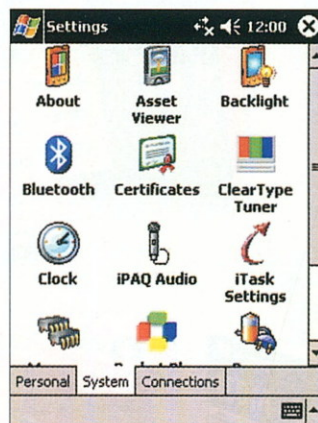 Settings 12:00
About Asset Viewer Backlight
Bluetooth Certificates ClearType Tuner
Clock iPAQ Audio iTask Settings
Personal System Connections